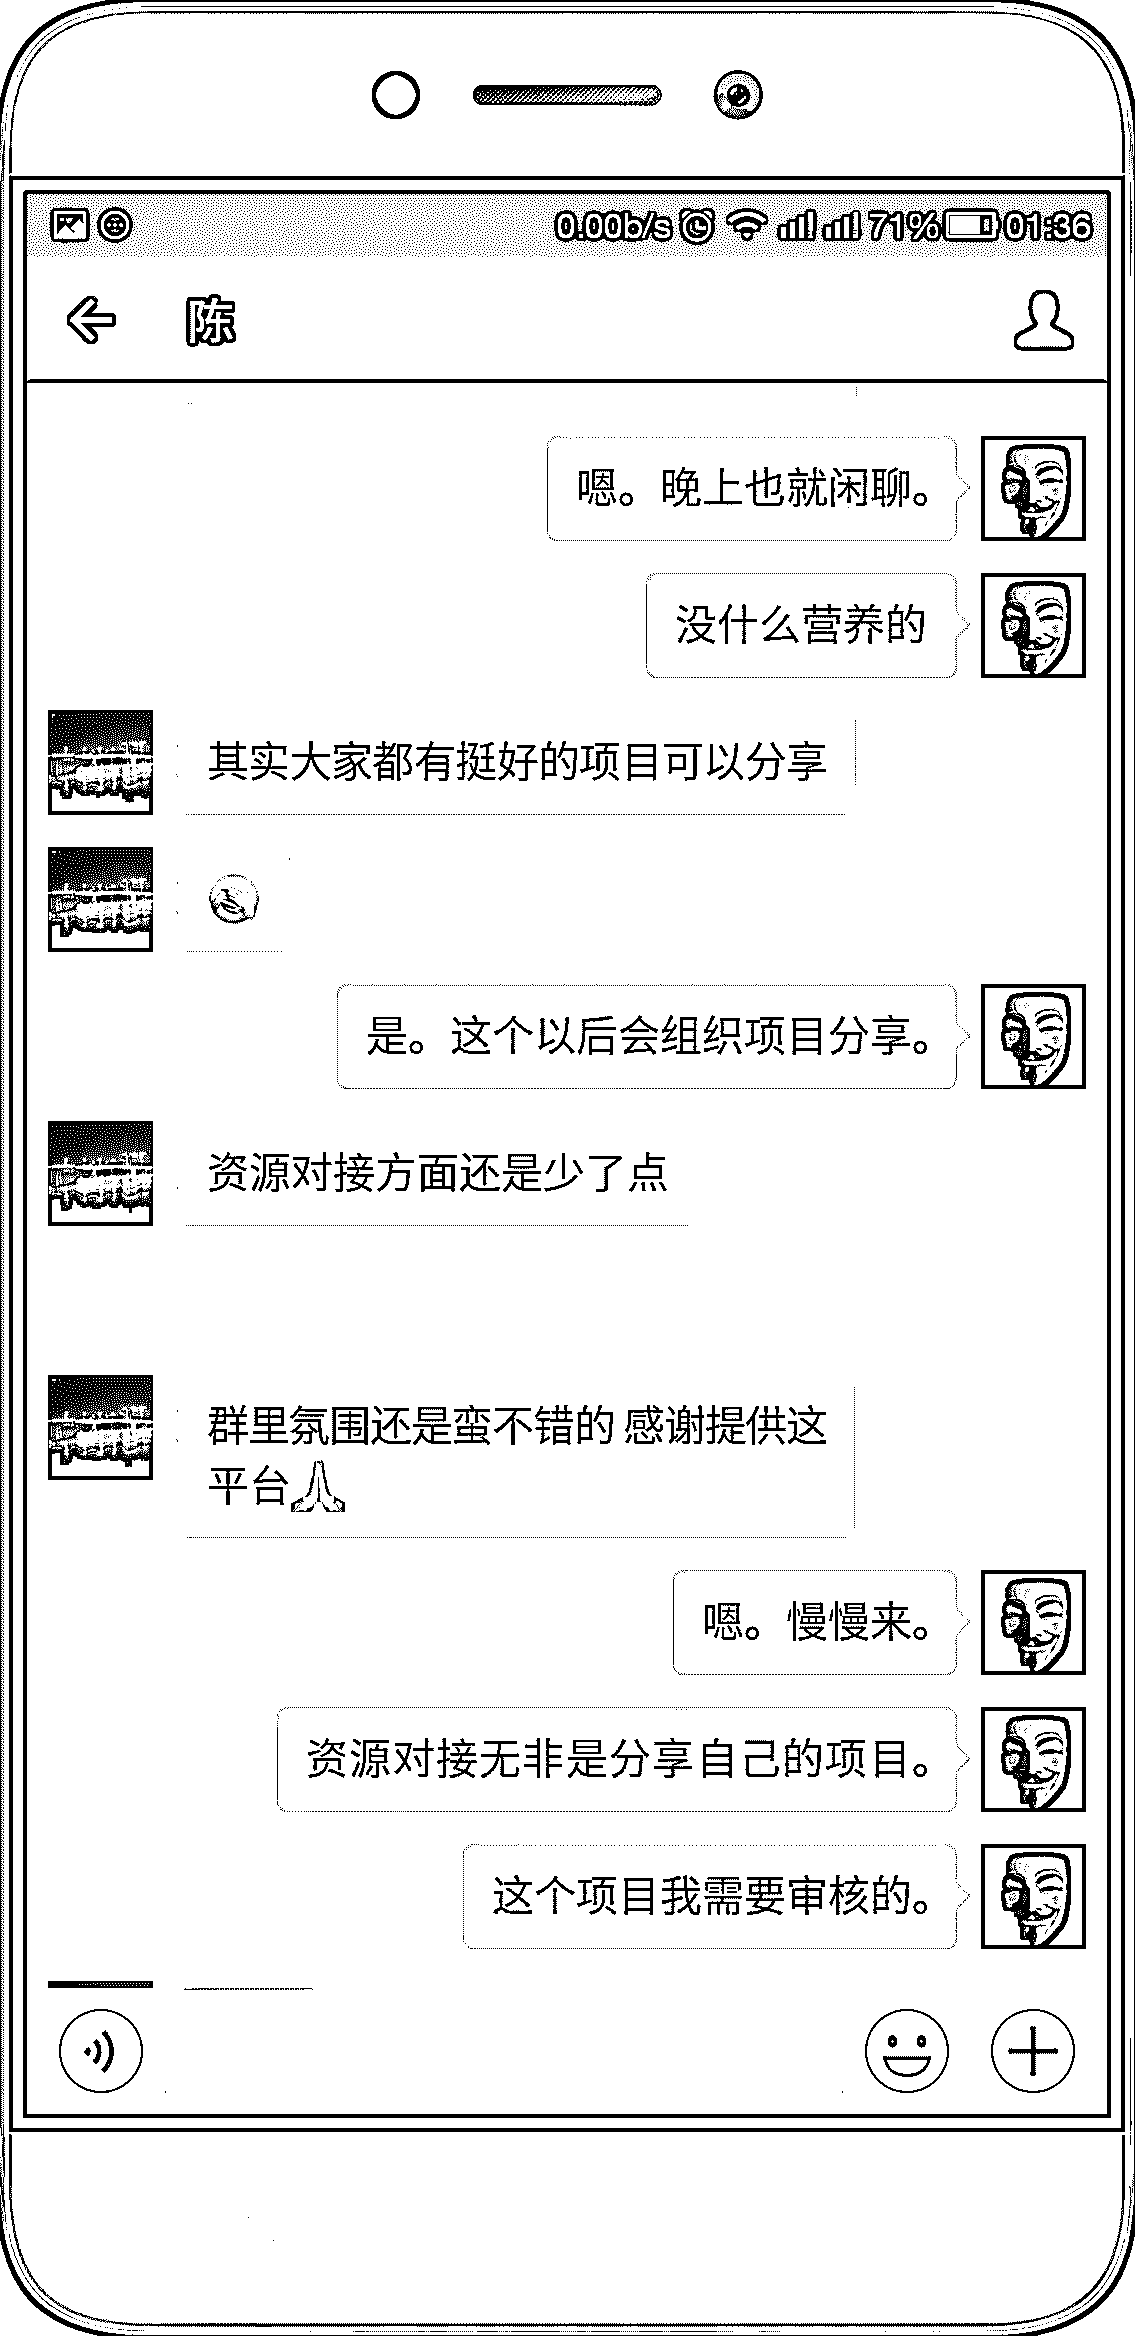 0.00b/s 71% 01:36
陈
嗯。晚上也就闲聊。
没什么营养的
其实大家都有挺好的项目可以分享
是。这个以后会组织项目分享。
资源对接方面还是少了点
群里氛围还是蛮不错的 感谢提供这
平台🙏
嗯。慢慢来。
资源对接无非是分享自己的项目。
这个项目我需要审核的。